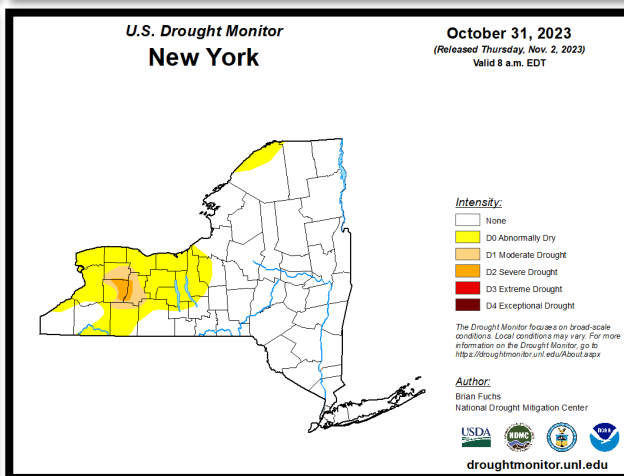 U.S. Drought Monitor
New York
October 31, 2023
(Released Thursday, Nov. 2, 2023)
Valid 8 a.m. EDT
Intensity:
None
D0 Abnormally Dry
D1 Moderate Drought
D2 Severe Drought
D3 Extreme Drought
D4 Exceptional Drought
The Drought Monitor focuses on broad-scale
conditions. Local conditions may vary. For more
information on the Drought Monitor, go to
https://droughtmonitor.unl.edu/About.aspx
Author:
Brian Fuchs
National Drought Mitigation Center
USDA
NDMC
NOAA
droughtmonitor.unl.edu